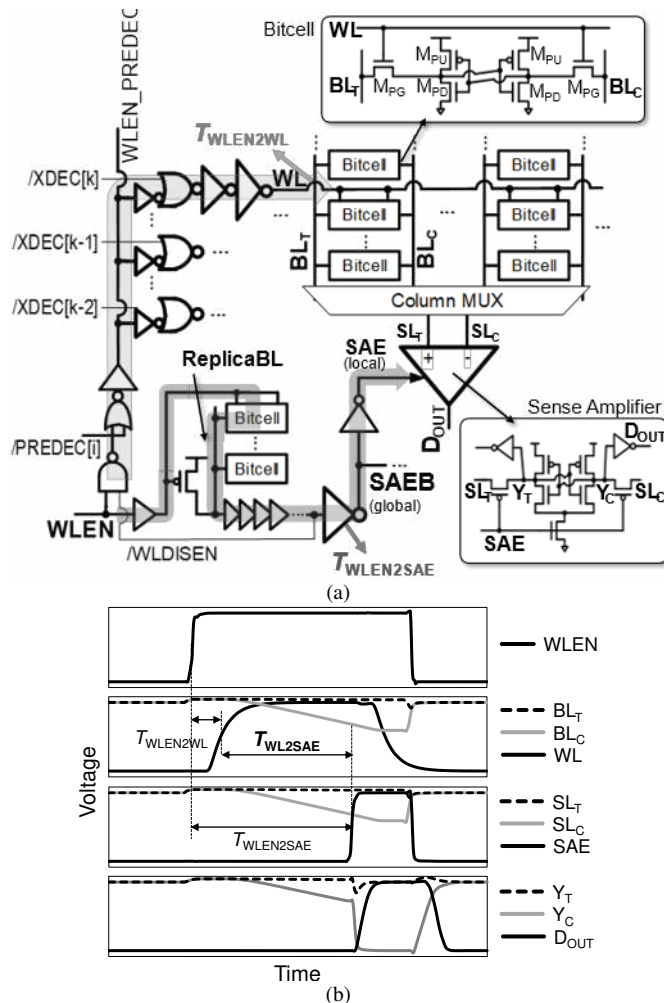 Bitcell
WL
M_PU M_PU
BL_T M_PG M_PD M_PD M_PG BL_C
WLEN_PREDEC
T_WLEN2WL
/XDEC[k]
WL
Bitcell Bitcell
/XDEC[k-1]
Bitcell ... Bitcell ...
BL_T BL_C
Bitcell Bitcell
/XDEC[k-2]
Column MUX
SL_T SL_C
SAE
(local)
+ -
ReplicaBL
Bitcell
Bitcell
D_OUT
Sense Amplifier
D_OUT
/PREDEC[i]
SL_T Y_T Y_C SL_C
SAEB
(global)
SAE
WLEN
/WLDISEN
T_WLEN2SAE
(a)
WLEN
BL_T
BL_C
WL
T_WLEN2WL T_WL2SAE
Voltage
SL_T
SL_C
SAE
T_WLEN2SAE
Y_T
Y_C
D_OUT
Time
(b)